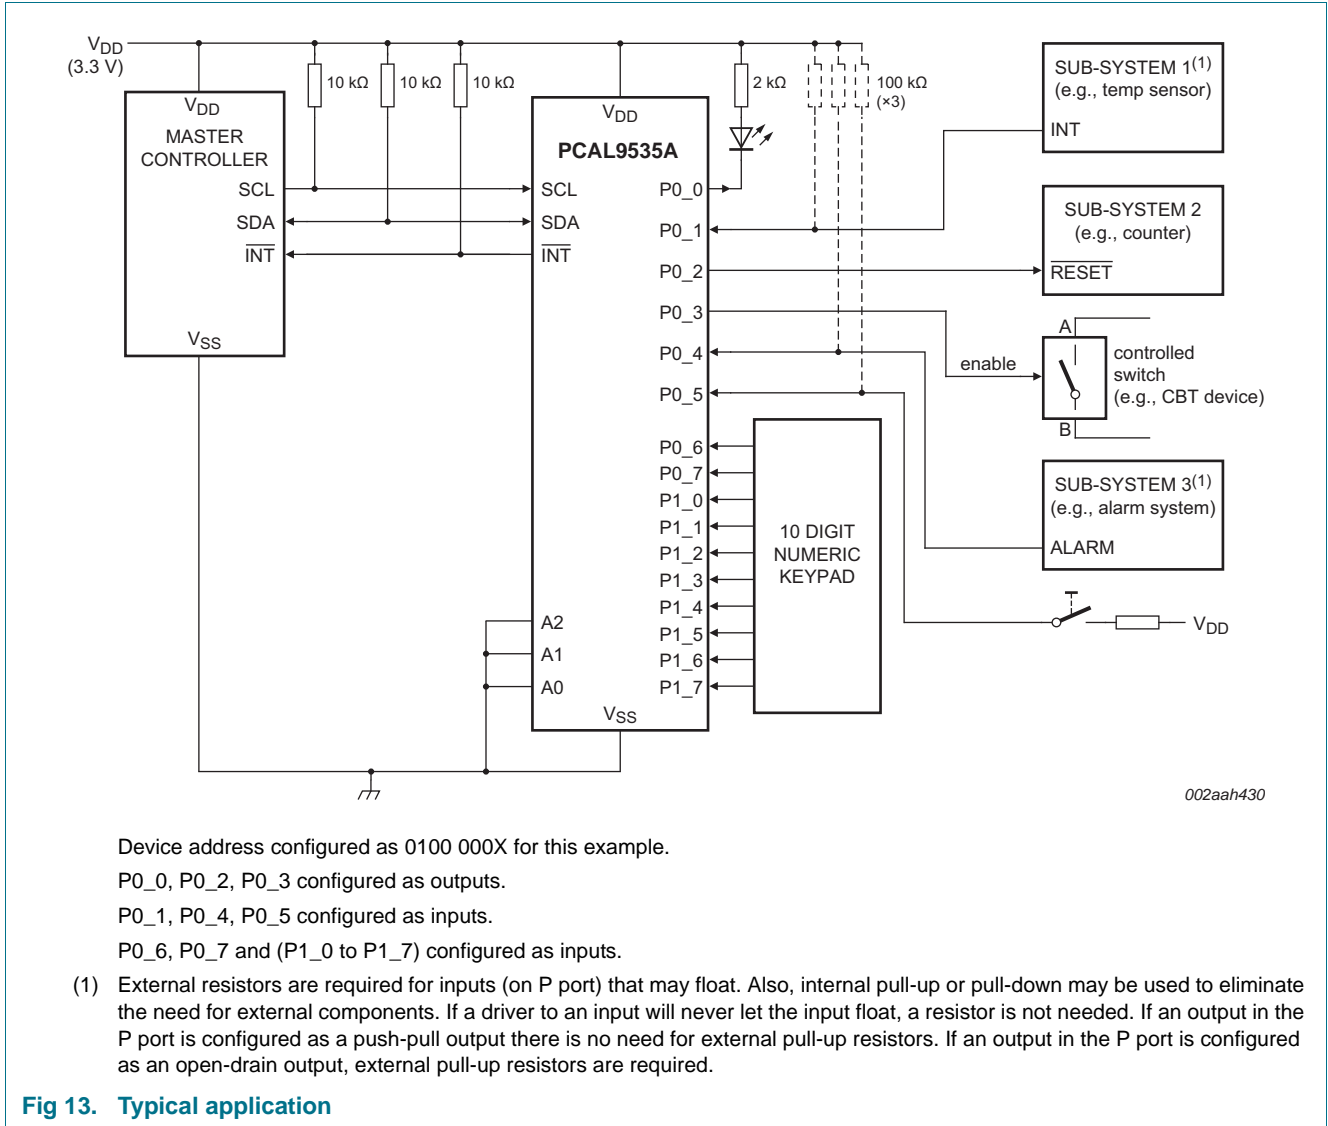 VDD
(3.3 V)
10 kΩ
10 kΩ
10 kΩ
2 kΩ
100 kΩ
(×3)
VDD
MASTER
CONTROLLER
SCL
SDA
INT
VSS
VDD
PCAL9535A
SCL
SDA
INT
A2
A1
A0
VSS
P0_0
P0_1
P0_2
P0_3
P0_4
P0_5
P0_6
P0_7
P1_0
P1_1
P1_2
P1_3
P1_4
P1_5
P1_6
P1_7
10 DIGIT
NUMERIC
KEYPAD
SUB-SYSTEM 1(1)
(e.g., temp sensor)
INT
SUB-SYSTEM 2
(e.g., counter)
RESET
enable
A
B
controlled
switch
(e.g., CBT device)
SUB-SYSTEM 3(1)
(e.g., alarm system)
ALARM
VDD
002aah430
Device address configured as 0100 000X for this example.
P0_0, P0_2, P0_3 configured as outputs.
P0_1, P0_4, P0_5 configured as inputs.
P0_6, P0_7 and (P1_0 to P1_7) configured as inputs.
(1) External resistors are required for inputs (on P port) that may float. Also, internal pull-up or pull-down may be used to eliminate
the need for external components. If a driver to an input will never let the input float, a resistor is not needed. If an output in the
P port is configured as a push-pull output there is no need for external pull-up resistors. If an output in the P port is configured
as an open-drain output, external pull-up resistors are required.
Fig 13. Typical application